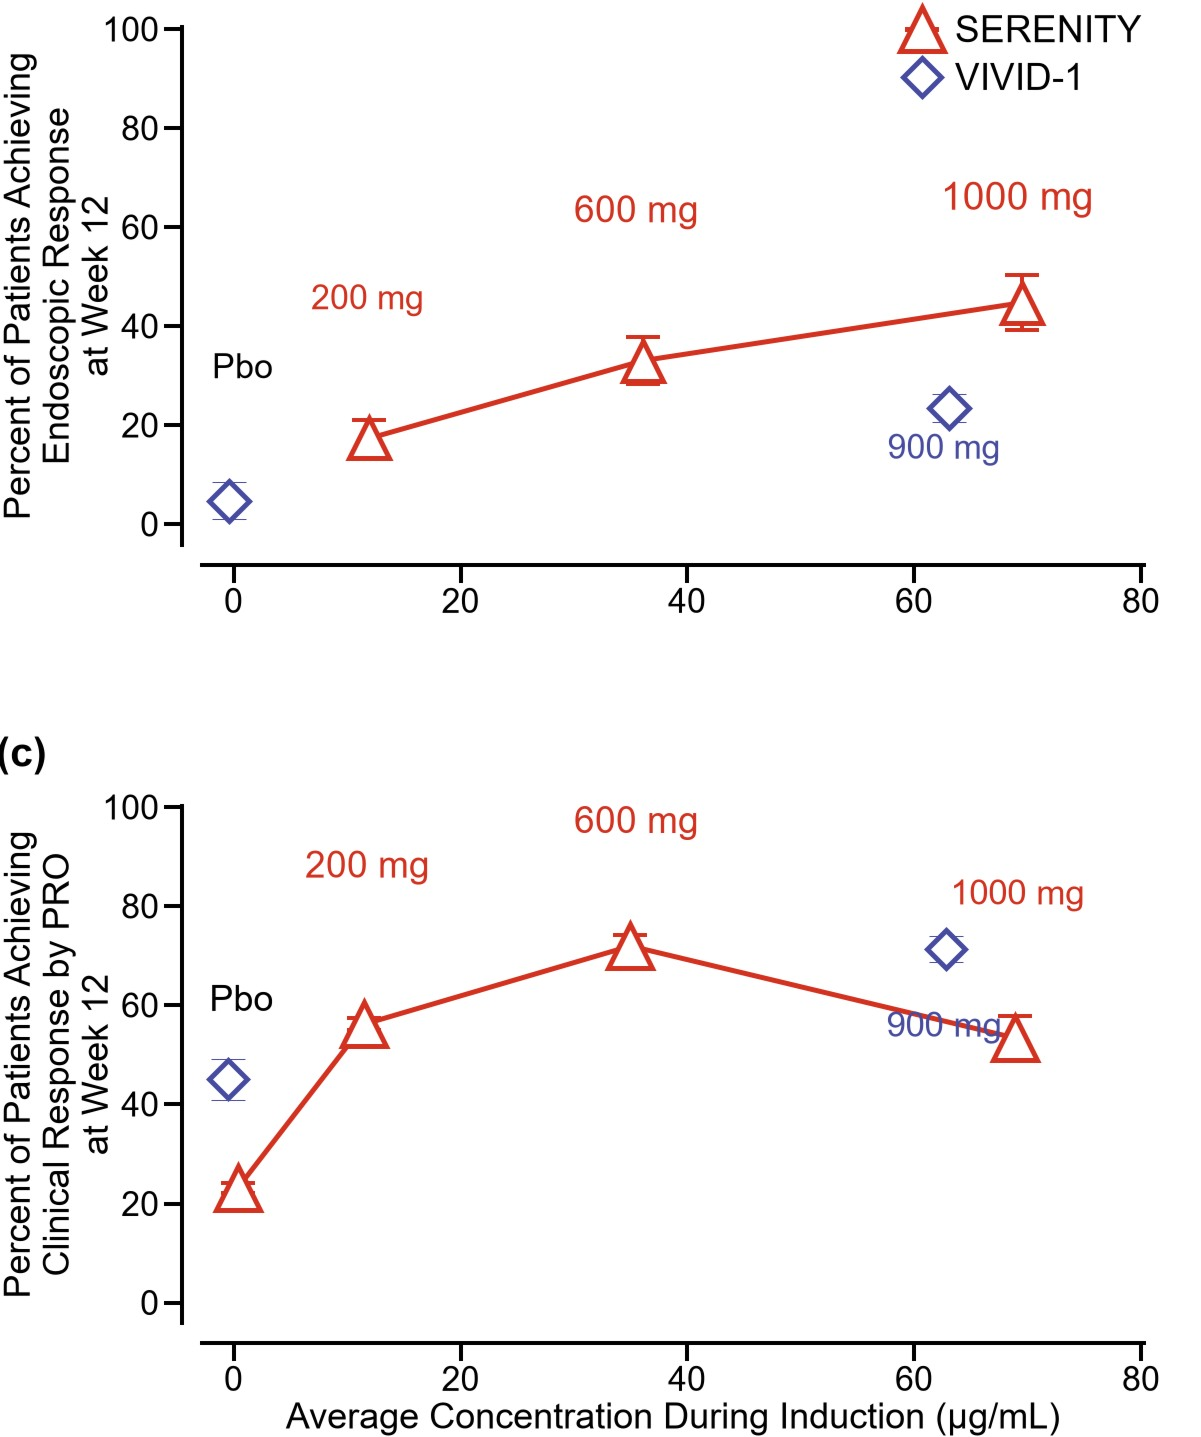 Percent of Patients Achieving
Endoscopic Response
at Week 12
100
80
60
40
20
0
SERENITY
VIVID-1
1000 mg
600 mg
200 mg
Pbo
900 mg
0 20 40 60 80
(c)
Percent of Patients Achieving
Clinical Response by PRO
at Week 12
100
80
60
40
20
0
600 mg
200 mg
1000 mg
Pbo
900 mg
0 20 40 60 80
Average Concentration During Induction (µg/mL)